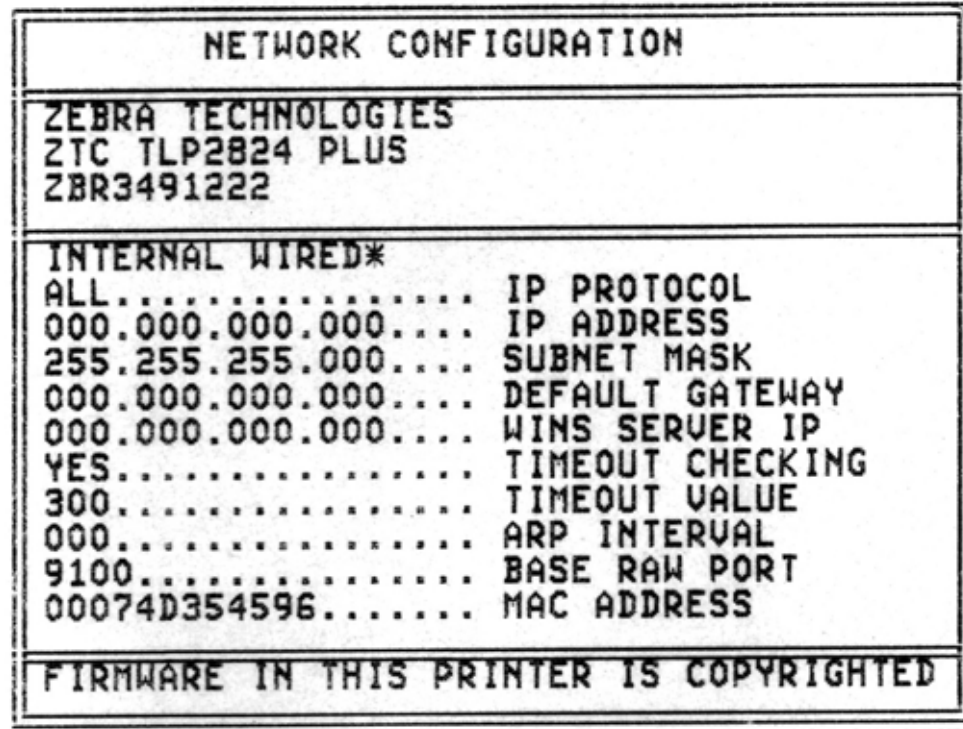 NETWORK CONFIGURATION
ZEBRA TECHNOLOGIES
ZTC TLP2824 PLUS
ZBR3491222
INTERNAL WIRED*
ALL................ IP PROTOCOL
000.000.000.000.... IP ADDRESS
255.255.255.000.... SUBNET MASK
000.000.000.000.... DEFAULT GATEWAY
000.000.000.000.... WINS SERVER IP
YES................ TIMEOUT CHECKING
300................ TIMEOUT VALUE
000................ ARP INTERVAL
9100............... BASE RAW PORT
00074D354596....... MAC ADDRESS
FIRMWARE IN THIS PRINTER IS COPYRIGHTED